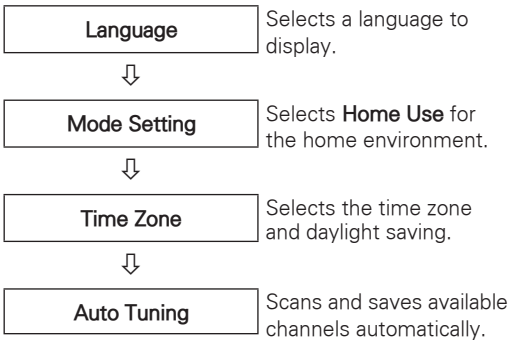 Language
Selects a language to
display.
⇩
Mode Setting
Selects Home Use for
the home environment.
⇩
Time Zone
Selects the time zone
and daylight saving.
⇩
Auto Tuning
Scans and saves available
channels automatically.